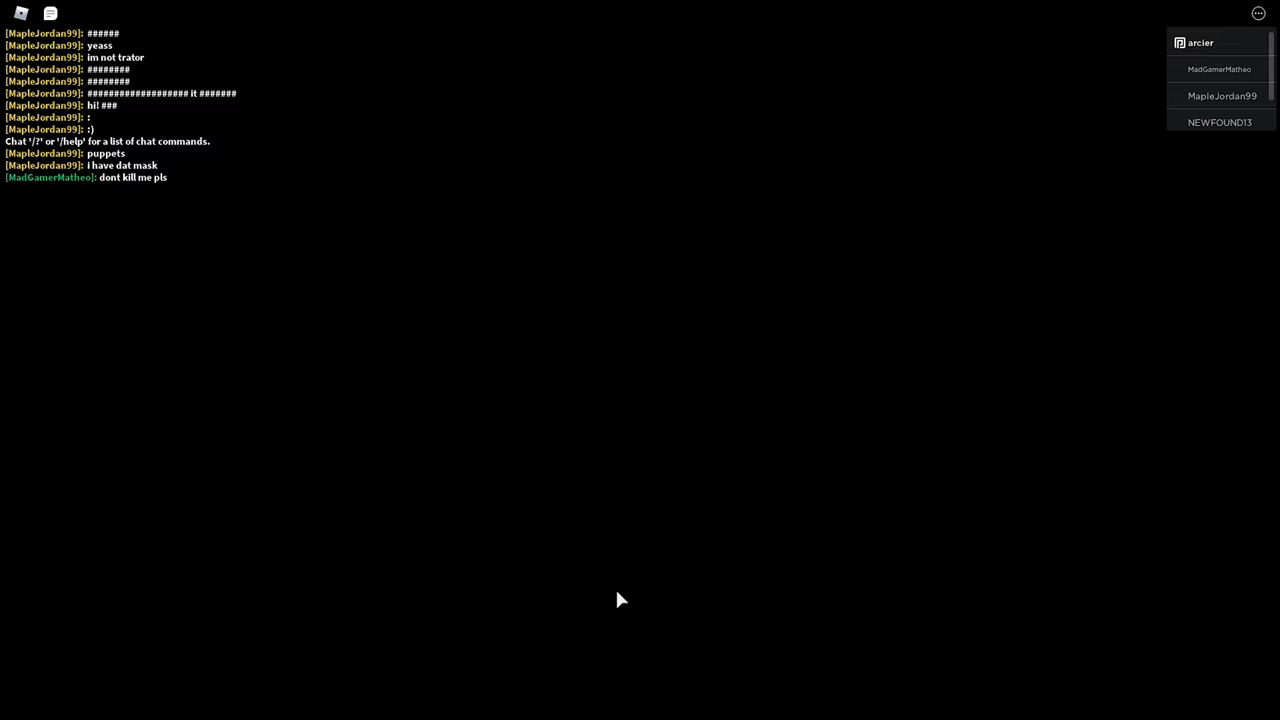 [MapleJordan99]: ######
[MapleJordan99]: yeass
[MapleJordan99]: im not trator
[MapleJordan99]: ########
[MapleJordan99]: ########
[MapleJordan99]: ################### it #######
[MapleJordan99]: hi! ###
[MapleJordan99]: :
[MapleJordan99]: :)
Chat '/?' or '/help' for a list of chat commands.
[MapleJordan99]: puppets
[MapleJordan99]: i have dat mask
[MadGamerMatheo]: dont kill me pls
arcier
MadGamerMatheo
MapleJordan99
NEWFOUND13